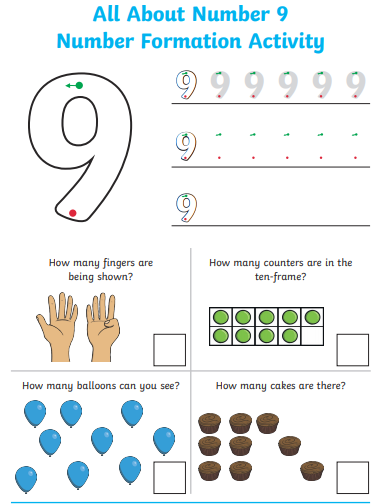 All About Number 9
Number Formation Activity
9
9 9 9 9 9 9
9
9
How many fingers are
being shown?
How many counters are in the
ten-frame?
How many balloons can you see?
How many cakes are there?